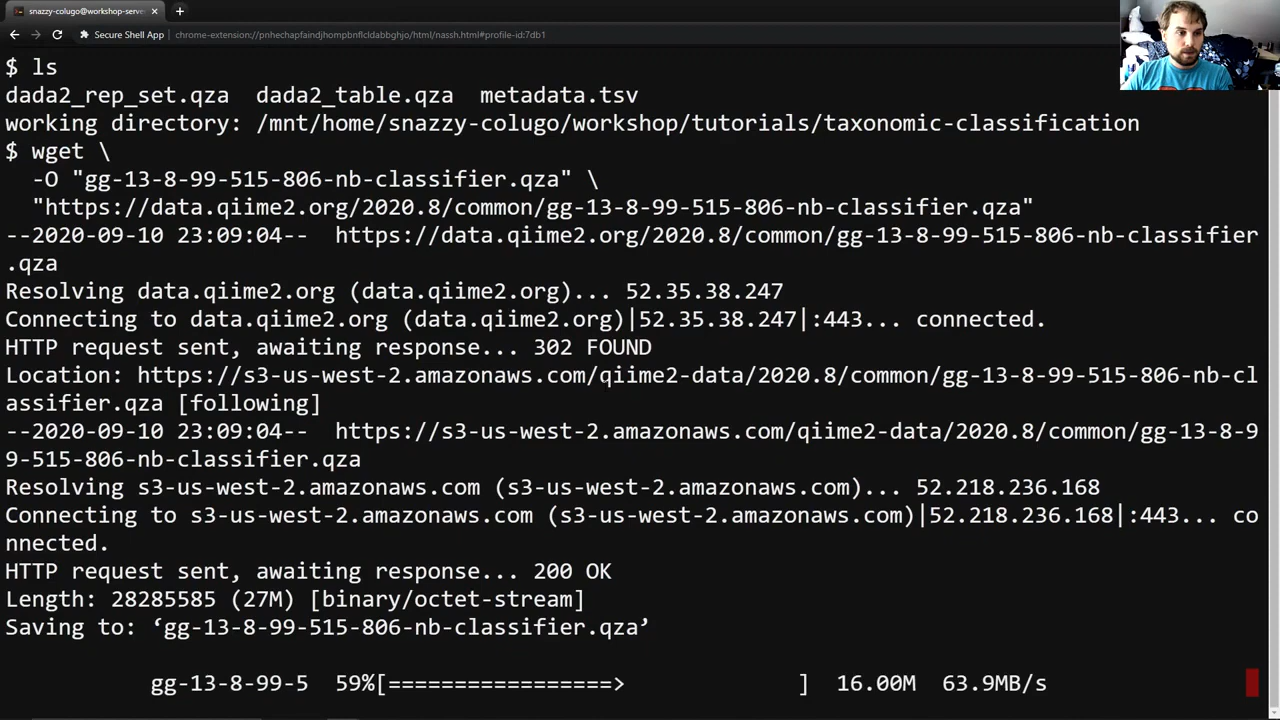 snazzy-colugo@workshop-serve
Secure Shell App chrome-extension://pnhechapfaindjhompbnflcldabbghjo/html/nassh.html#profile-id:7db1
$ ls
dada2_rep_set.qza  dada2_table.qza  metadata.tsv
working directory: /mnt/home/snazzy-colugo/workshop/tutorials/taxonomic-classification
$ wget \
  -O "gg-13-8-99-515-806-nb-classifier.qza" \
  "https://data.qiime2.org/2020.8/common/gg-13-8-99-515-806-nb-classifier.qza"
--2020-09-10 23:09:04--  https://data.qiime2.org/2020.8/common/gg-13-8-99-515-806-nb-classifier
.qza
Resolving data.qiime2.org (data.qiime2.org)... 52.35.38.247
Connecting to data.qiime2.org (data.qiime2.org)|52.35.38.247|:443... connected.
HTTP request sent, awaiting response... 302 FOUND
Location: https://s3-us-west-2.amazonaws.com/qiime2-data/2020.8/common/gg-13-8-99-515-806-nb-cl
assifier.qza [following]
--2020-09-10 23:09:04--  https://s3-us-west-2.amazonaws.com/qiime2-data/2020.8/common/gg-13-8-9
9-515-806-nb-classifier.qza
Resolving s3-us-west-2.amazonaws.com (s3-us-west-2.amazonaws.com)... 52.218.236.168
Connecting to s3-us-west-2.amazonaws.com (s3-us-west-2.amazonaws.com)|52.218.236.168|:443... co
nnected.
HTTP request sent, awaiting response... 200 OK
Length: 28285585 (27M) [binary/octet-stream]
Saving to: ‘gg-13-8-99-515-806-nb-classifier.qza’
gg-13-8-99-5  59%[=================>             ]  16.00M  63.9MB/s